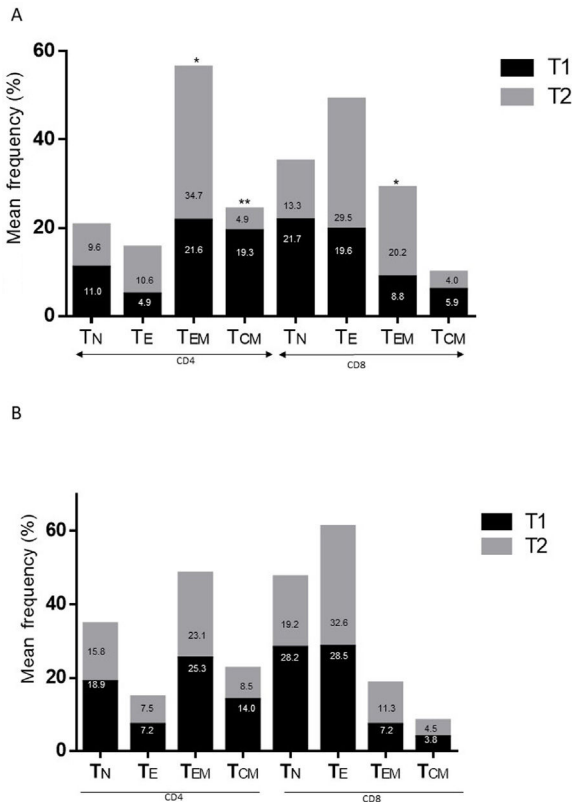 A
60
40
20
0
Mean frequency (%)
T1
T2
* ** *
9.6 10.6 34.7 4.9 13.3 29.5 20.2 4.0
11.0 4.9 21.6 19.3 21.7 19.6 8.8 5.9
TN TE TEM TCM TN TE TEM TCM
CD4 CD8
B
60
40
20
0
Mean frequency (%)
T1
T2
15.8 7.5 23.1 8.5 19.2 32.6 11.3 4.5
18.9 7.2 25.3 14.0 28.2 28.5 7.2 3.8
TN TE TEM TCM TN TE TEM TCM
CD4 CD8